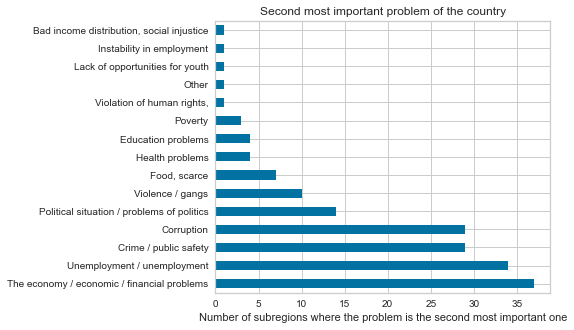 Second most important problem of the country
Bad income distribution, social injustice
Instability in employment
Lack of opportunities for youth
Other
Violation of human rights,
Poverty
Education problems
Health problems
Food, scarce
Violence / gangs
Political situation / problems of politics
Corruption
Crime / public safety
Unemployment / unemployment
The economy / economic / financial problems
0 5 10 15 20 25 30 35
Number of subregions where the problem is the second most important one